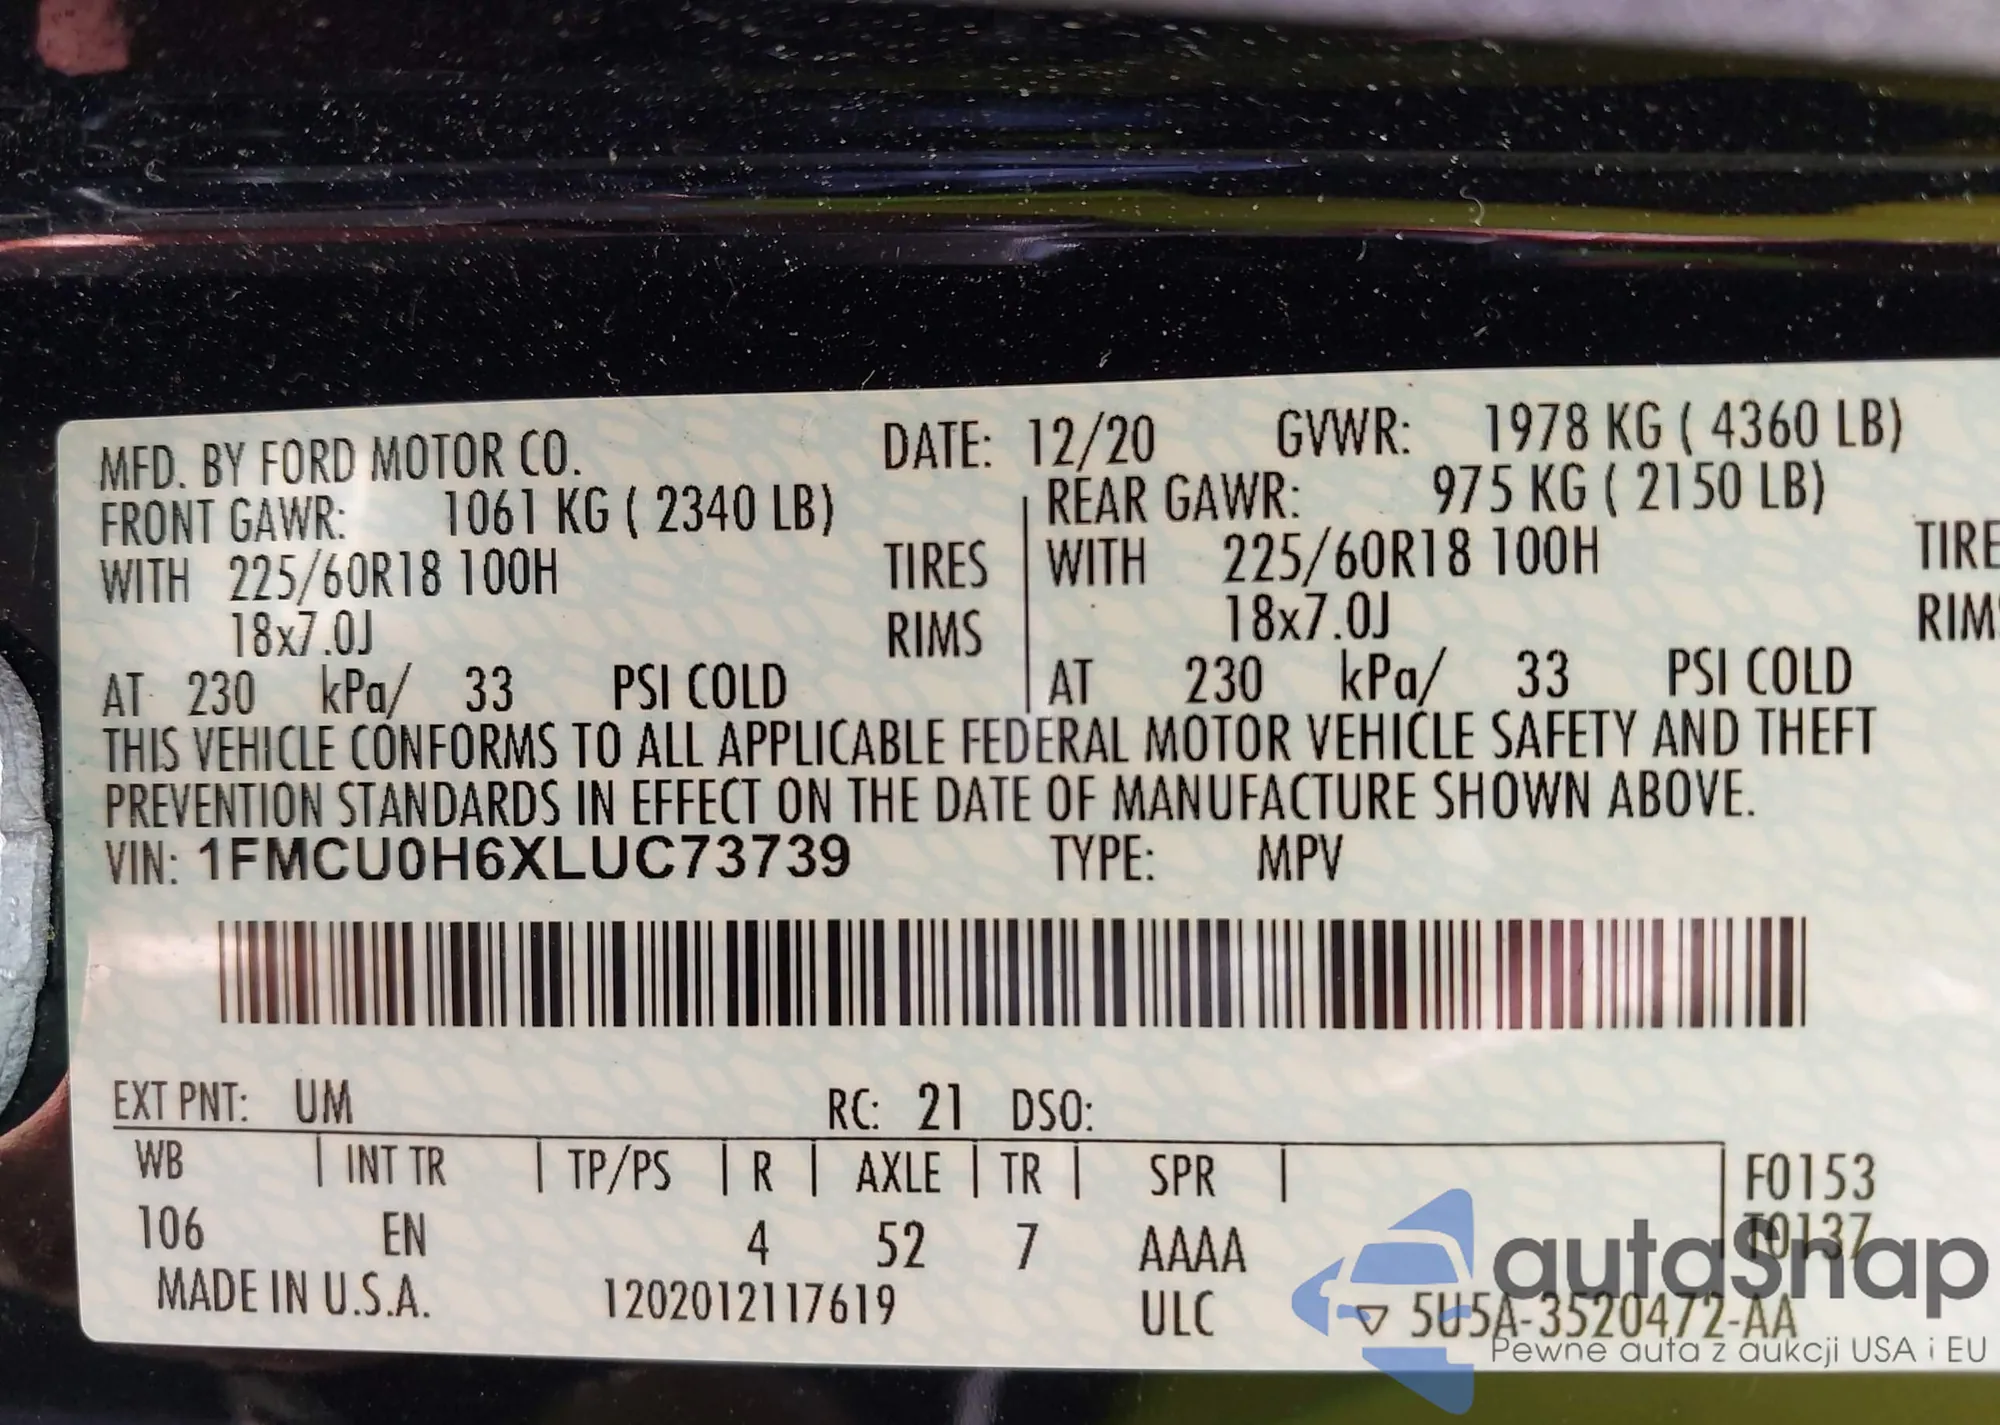 MFD. BY FORD MOTOR CO. DATE: 12/20 GVWR: 1978 KG ( 4360 LB)
FRONT GAWR: 1061 KG ( 2340 LB) REAR GAWR: 975 KG ( 2150 LB)
WITH 225/60R18 100H TIRES WITH 225/60R18 100H TIRE
18x7.0J RIMS 18x7.0J RIMS
AT 230 kPa/ 33 PSI COLD AT 230 kPa/ 33 PSI COLD
THIS VEHICLE CONFORMS TO ALL APPLICABLE FEDERAL MOTOR VEHICLE SAFETY AND THEFT
PREVENTION STANDARDS IN EFFECT ON THE DATE OF MANUFACTURE SHOWN ABOVE.
VIN: 1FMCU0H6XLUC73739 TYPE: MPV
EXT PNT: UM RC: 21 DSO:
WB | INT TR | TP/PS | R | AXLE | TR | SPR | F0153
106 EN 4 52 7 AAAA T0137
MADE IN U.S.A. 1202012117619 ULC ▽ 5U5A-3520472-AA
autoSnap
Pewne auta z aukcji USA i EU